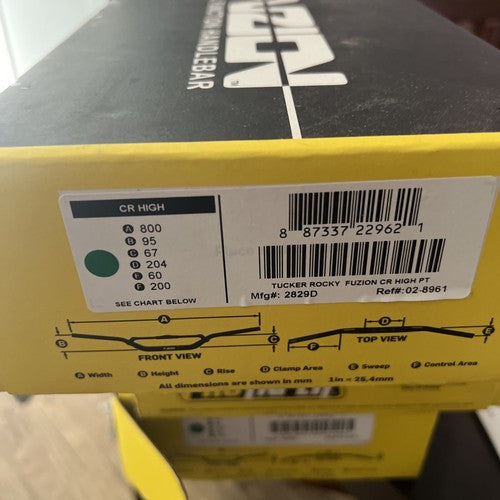 HANDLEBAR
CR HIGH
A 800
B 95
C 67
D 204
E 60
F 200
SEE CHART BELOW
8 87337 22962 1
TUCKER ROCKY FUZION CR HIGH PT
Mfg#: 2829D Ref#:02-8961
A
B
C
FRONT VIEW
D
E
F
TOP VIEW
A Width B Height C Rise D Clamp Area E Sweep F Control Area
All dimensions are shown in mm 1in = 25.4mm